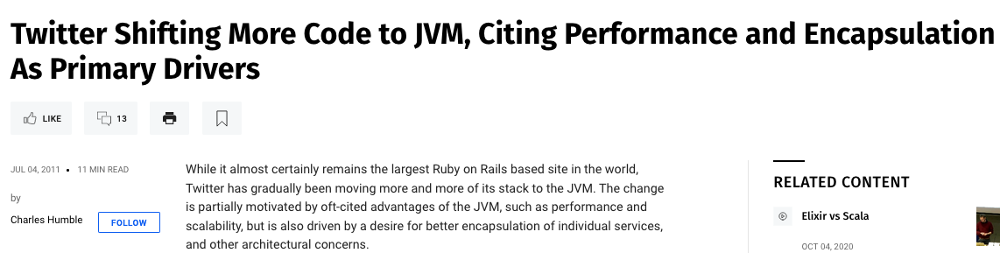 Twitter Shifting More Code to JVM, Citing Performance and Encapsulation
As Primary Drivers
LIKE
13
JUL 04, 2011 • 11 MIN READ
by
Charles Humble
FOLLOW
While it almost certainly remains the largest Ruby on Rails based site in the world,
Twitter has gradually been moving more and more of its stack to the JVM. The change
is partially motivated by oft-cited advantages of the JVM, such as performance and
scalability, but is also driven by a desire for better encapsulation of individual services,
and other architectural concerns.
RELATED CONTENT
Elixir vs Scala
OCT 04, 2020